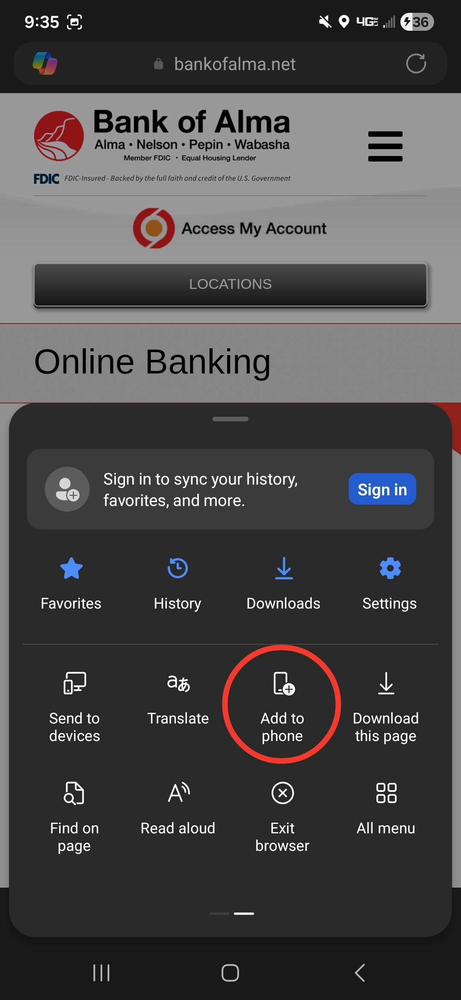 9:35
4G LTE
36
bankofalma.net
Bank of Alma
Alma • Nelson • Pepin • Wabasha
Member FDIC • Equal Housing Lender
FDIC FDIC-Insured - Backed by the full faith and credit of the U.S. Government
Access My Account
LOCATIONS
Online Banking
Sign in to sync your history,
favorites, and more.
Sign in
Favorites
History
Downloads
Settings
Send to
devices
aあ
Translate
Add to
phone
Download
this page
Find on
page
A
Read aloud
Exit
browser
All menu